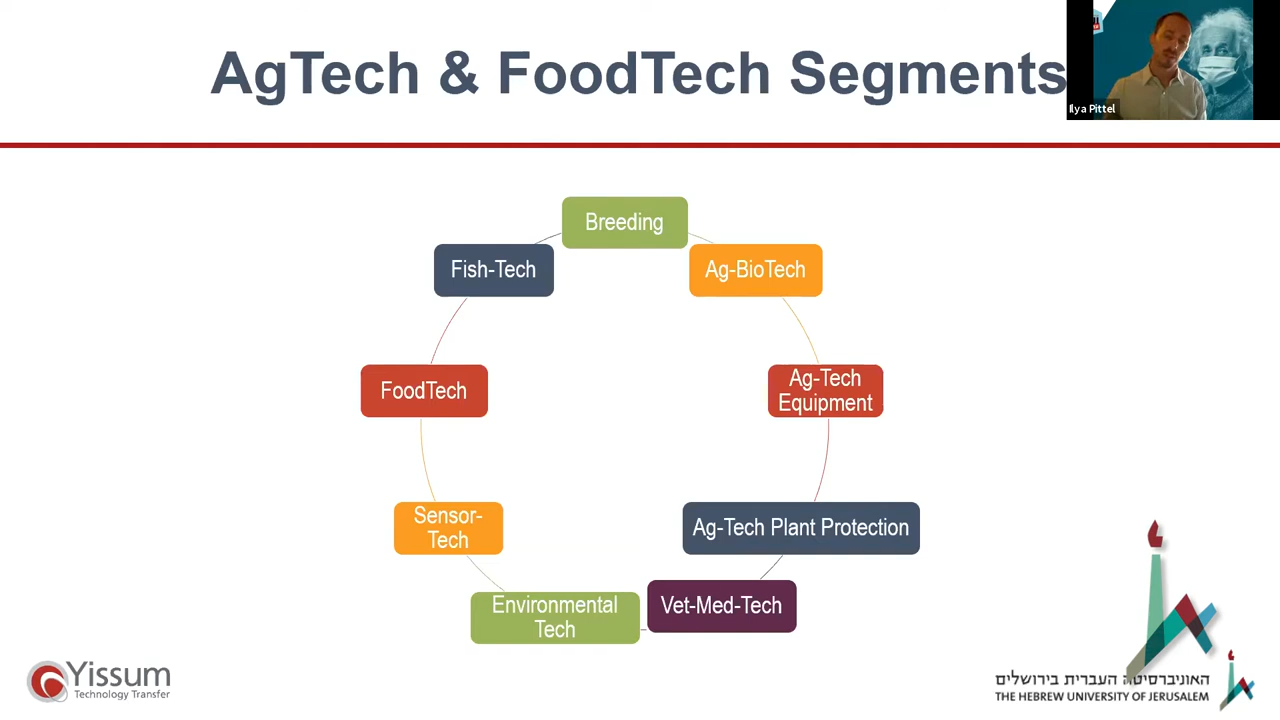 AgTech & FoodTech Segments
Ilya Pittel
Breeding
Fish-Tech
Ag-BioTech
FoodTech
Ag-Tech
Equipment
Sensor-
Tech
Ag-Tech Plant Protection
Environmental
Tech
Vet-Med-Tech
Yissum
Technology Transfer
האוניברסיטה העברית בירושלים
THE HEBREW UNIVERSITY OF JERUSALEM